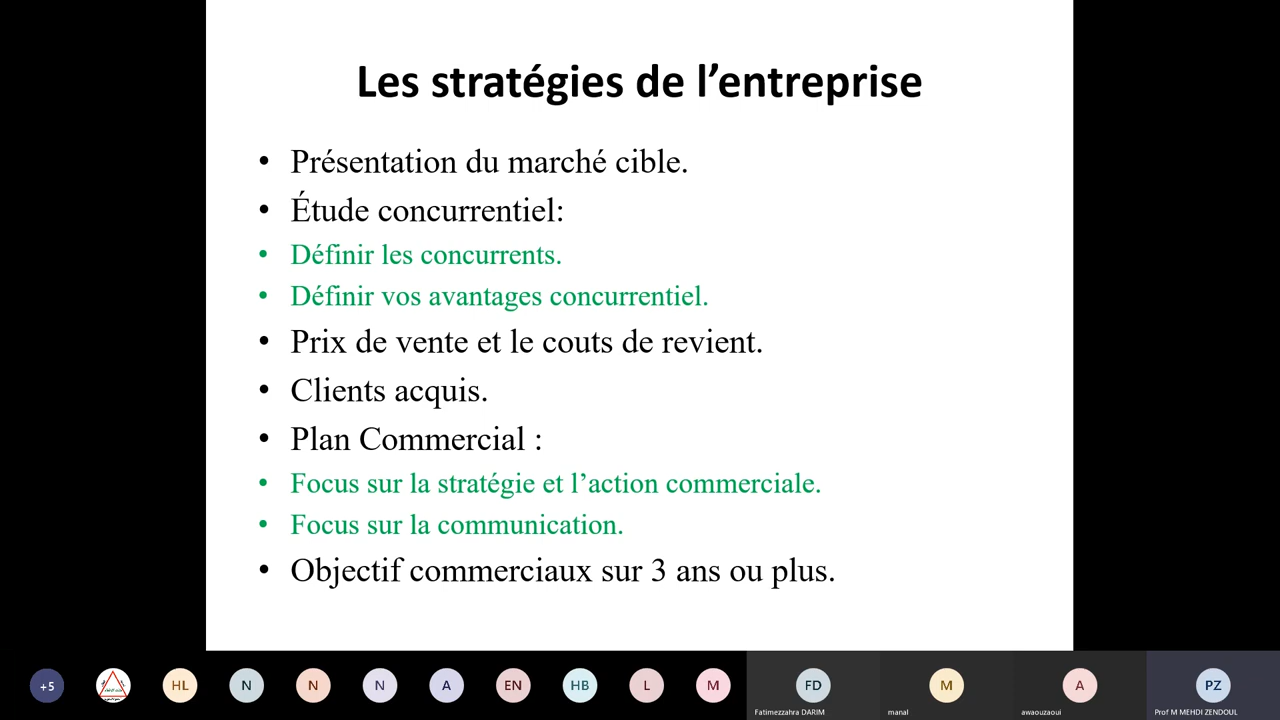 Les stratégies de l’entreprise
• Présentation du marché cible.
• Étude concurrentiel:
• Définir les concurrents.
• Définir vos avantages concurrentiel.
• Prix de vente et le couts de revient.
• Clients acquis.
• Plan Commercial :
• Focus sur la stratégie et l’action commerciale.
• Focus sur la communication.
• Objectif commerciaux sur 3 ans ou plus.
+5 HL N N N A EN HB L M FD M A PZ
Fatimezzahra DARIM manal awaouzaoui Prof M MEHDI ZENDOUL